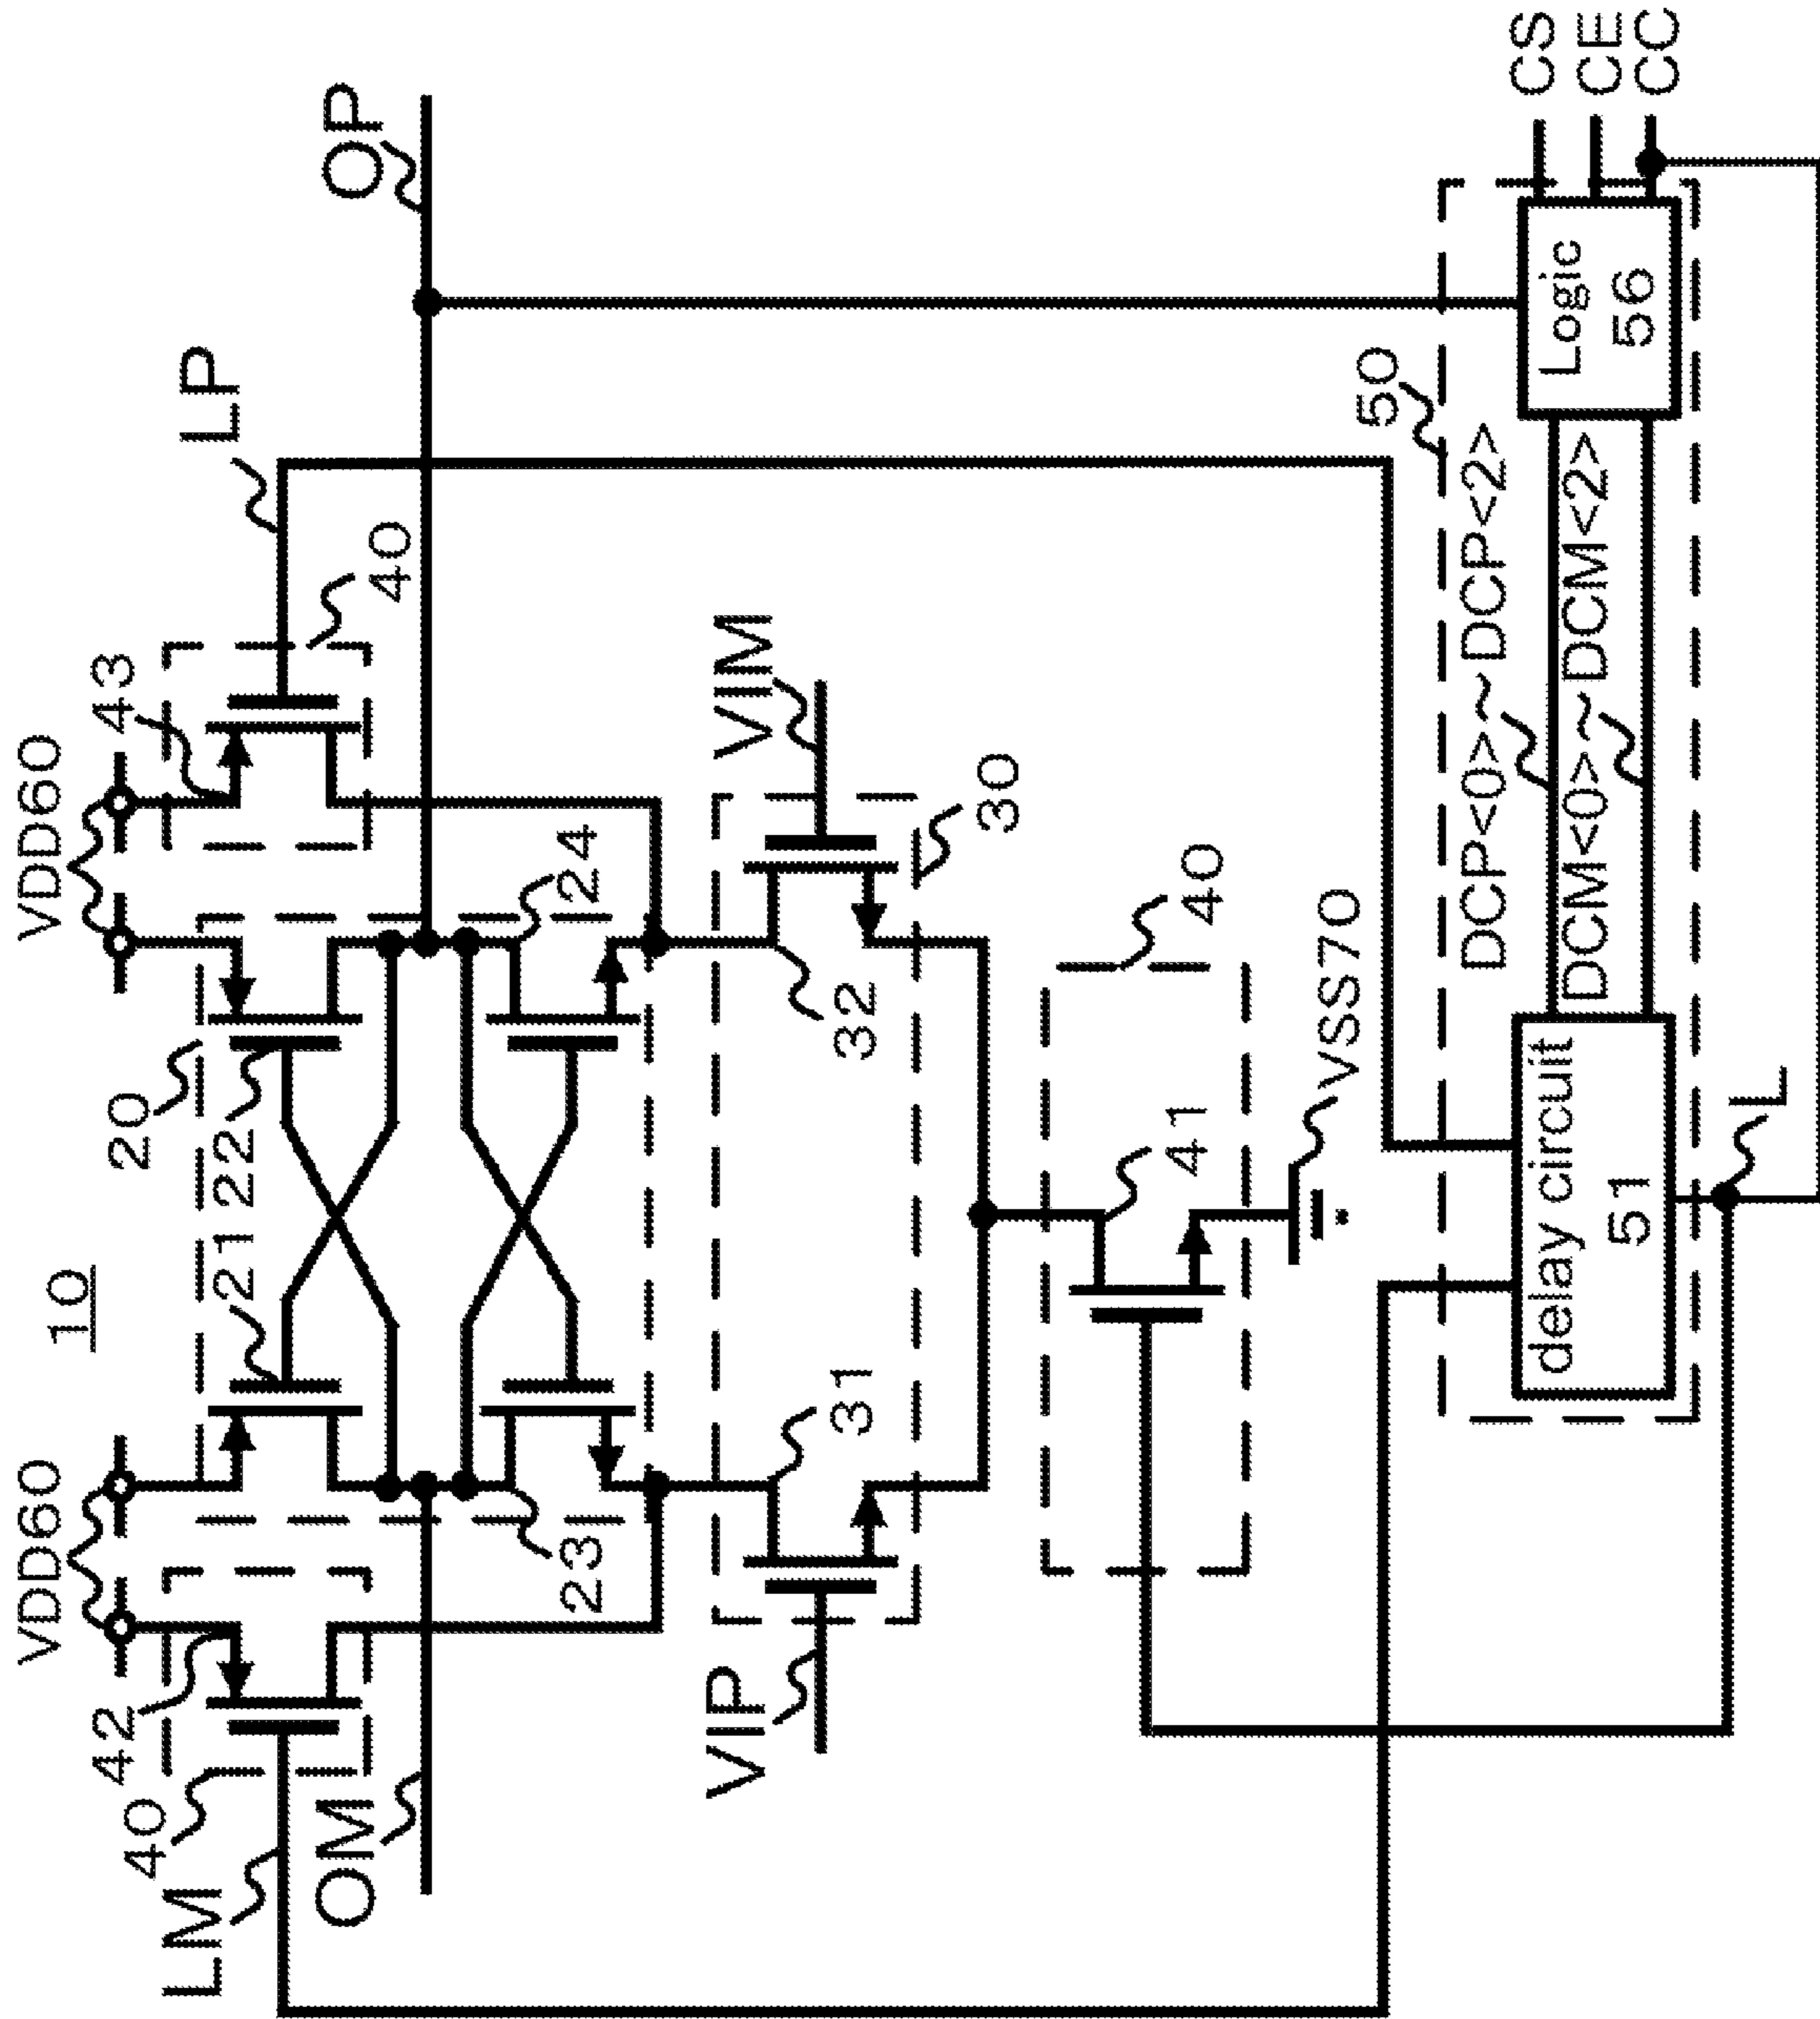 VDD60
VDD60
10
42
43
20
40
LM
LP
21
22
OM
OP
40
23
24
VIP
VIM
31
32
30
41
40
VSS70
50
DCP<0>~DCP<2>
CS
delay circuit
51
Logic
56
DCM<0>~DCM<2>
CE
CC
L